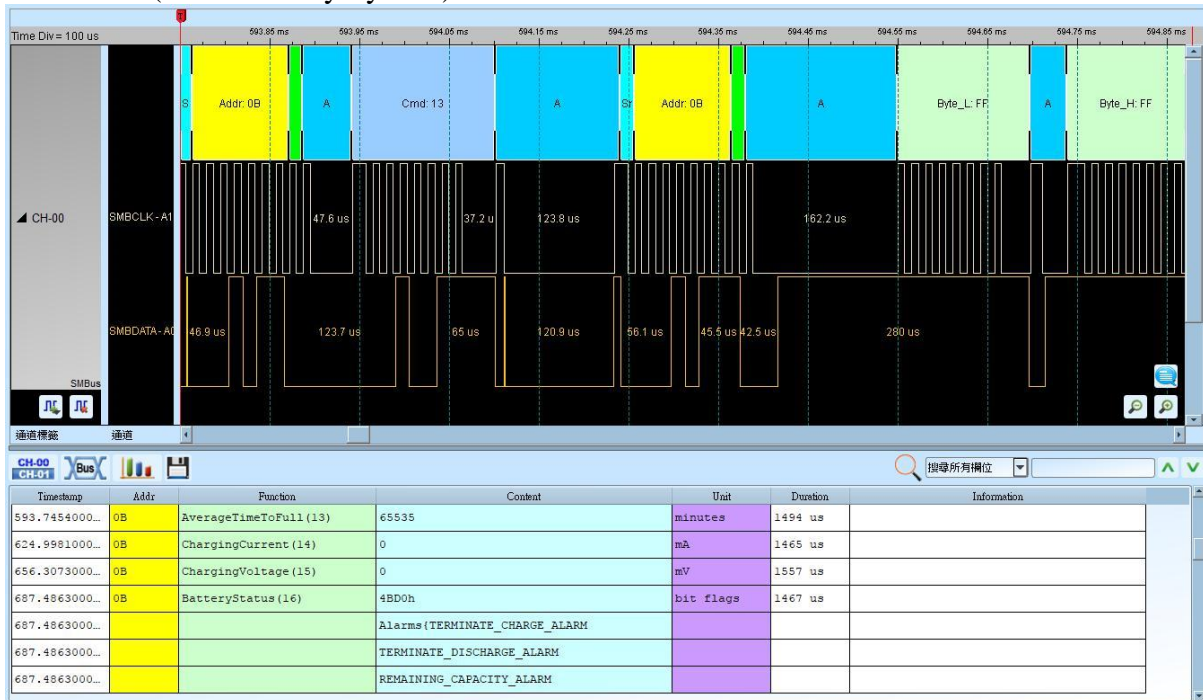 Time Div = 100 us
593.85 ms 593.95 ms 594.05 ms 594.15 ms 594.25 ms 594.35 ms 594.45 ms 594.55 ms 594.65 ms 594.75 ms 594.85 ms
S Addr: 0B A Cmd: 13 A Sr Addr: 0B A Byte_L: FF A Byte_H: FF
CH-00 SMBCLK - A1 47.6 us 37.2 u 123.8 us 162.2 us
SMBDATA - A0 46.9 us 123.7 us 65 us 120.9 us 56.1 us 45.5 us 42.5 us 280 us
SMBus
通道標籤 通道
CH-00
CH-01
Bus
搜尋所有欄位
Timestamp Addr Function Content Unit Duration Information
593.7454000... 0B AverageTimeToFull(13) 65535 minutes 1494 us
624.9981000... 0B ChargingCurrent(14) 0 mA 1465 us
656.3073000... 0B ChargingVoltage(15) 0 mV 1557 us
687.4863000... 0B BatteryStatus(16) 4BD0h bit flags 1467 us
687.4863000... Alarms{TERMINATE_CHARGE_ALARM
687.4863000... TERMINATE_DISCHARGE_ALARM
687.4863000... REMAINING_CAPACITY_ALARM